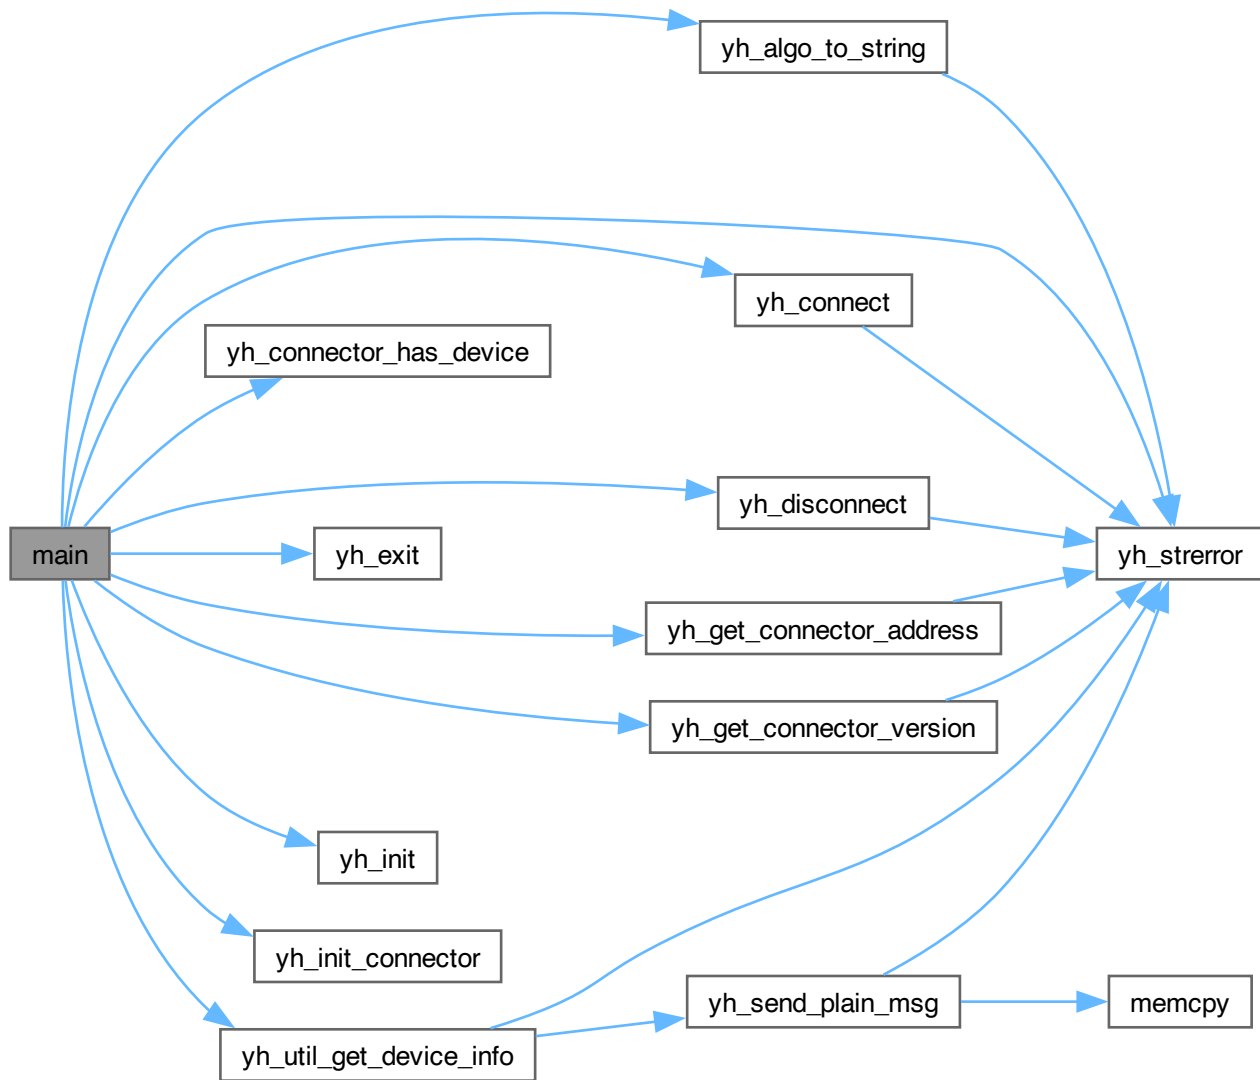 yh_algo_to_string
yh_connect
yh_connector_has_device
yh_disconnect
main
yh_exit
yh_strerror
yh_get_connector_address
yh_get_connector_version
yh_init
yh_init_connector
yh_send_plain_msg
memcpy
yh_util_get_device_info